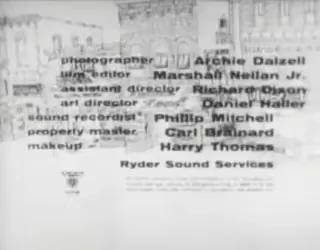 photographer Archie Dalzell
film editor Marshall Neilan Jr.
assistant director Richard Dixon
art director Daniel Haller
sound recordist Phillip Mitchell
property master Carl Brainard
makeup Harry Thomas
Ryder Sound Services